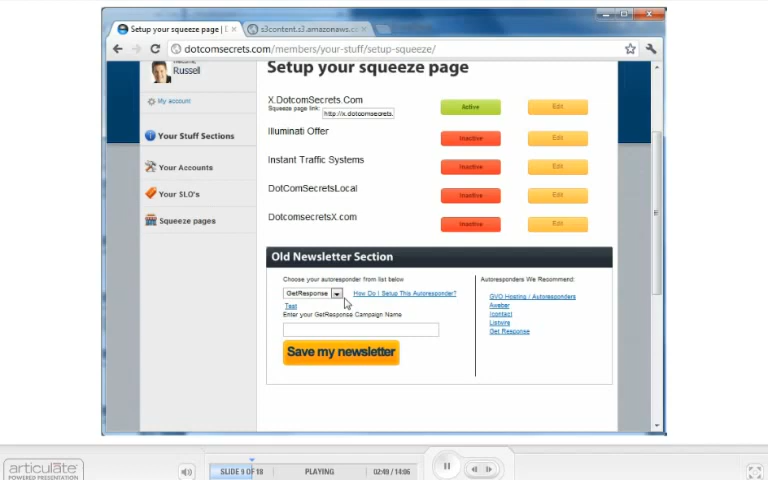 Setup your squeeze page | D
s3content.s3.amazonaws.co
dotcomsecrets.com/members/your-stuff/setup-squeeze/
Russell
My account
Your Stuff Sections
Your Accounts
Your SLO's
Squeeze pages
Setup your squeeze page
X.DotcomSecrets.Com
Squeeze page link: http://x.dotcomsecrets.
Active Edit
Illuminati Offer
Inactive Edit
Instant Traffic Systems
Inactive Edit
DotComSecretsLocal
Inactive Edit
DotcomsecretsX.com
Inactive Edit
Old Newsletter Section
Choose your autoresponder from list below
GetResponse How Do I Setup This Autoresponder?
Test
Enter your GetResponse Campaign Name
Save my newsletter
Autoresponders We Recommend:
GVO Hosting / Autoresponders
Aweber
Icontact
Listwire
Get Response
articulate
POWERED PRESENTATION
SLIDE 9 OF 18 PLAYING 02:49 / 14:06